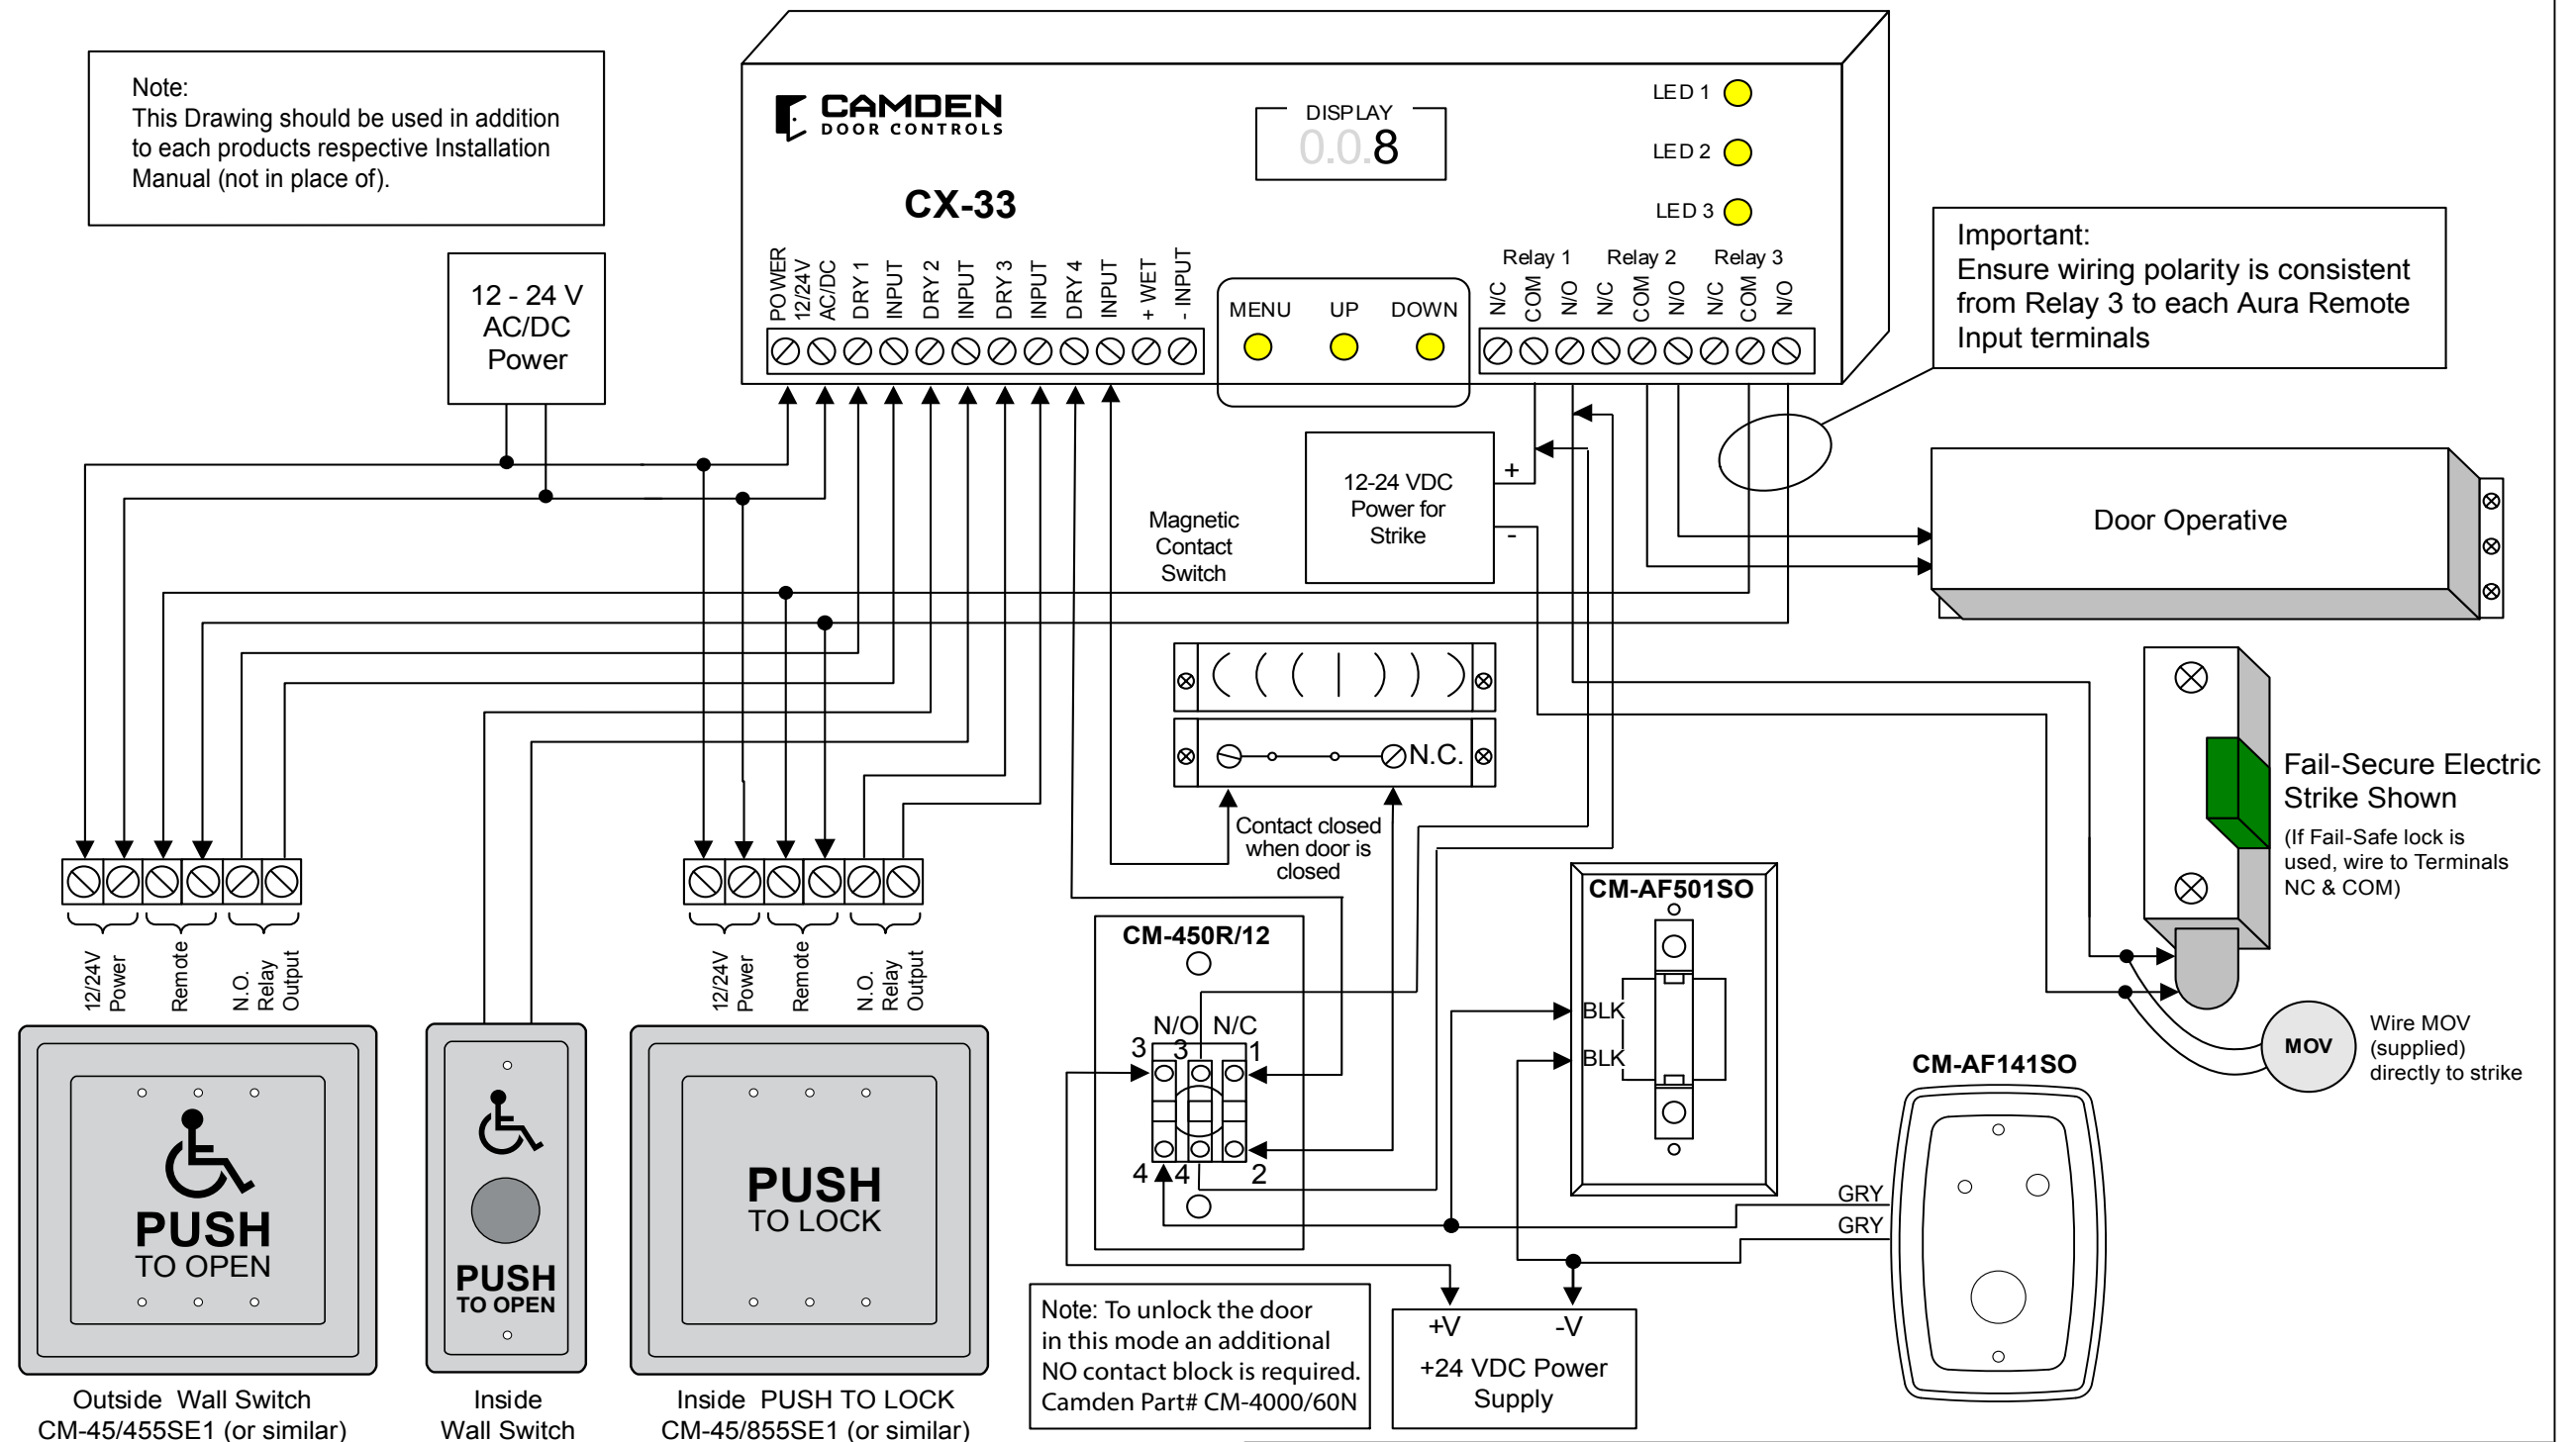 Note:
This Drawing should be used in addition
to each products respective Installation
Manual (not in place of).
CAMDEN
DOOR CONTROLS
CX-33
DISPLAY
0.0.8
LED 1
LED 2
LED 3
Important:
Ensure wiring polarity is consistent
from Relay 3 to each Aura Remote
Input terminals
12 - 24 V
AC/DC
Power
POWER
12/24V
AC/DC
DRY 1
INPUT
DRY 2
INPUT
DRY 3
INPUT
DRY 4
INPUT
+ WET
- INPUT
MENU
UP
DOWN
Relay 1
Relay 2
Relay 3
N/C
COM
N/O
N/C
COM
N/O
N/C
COM
N/O
12-24 VDC
Power for
Strike
+
-
Magnetic
Contact
Switch
Door Operative
N.C.
Contact closed
when door is
closed
Fail-Secure Electric
Strike Shown
(If Fail-Safe lock is
used, wire to Terminals
NC & COM)
MOV
Wire MOV
(supplied)
directly to strike
12/24V
Power
Remote
N.O.
Relay
Output
12/24V
Power
Remote
N.O.
Relay
Output
CM-450R/12
N/O
N/C
3
3
1
4
4
2
CM-AF501SO
BLK
BLK
CM-AF141SO
GRY
GRY
PUSH
TO OPEN
PUSH
TO OPEN
PUSH
TO LOCK
Outside Wall Switch
CM-45/455SE1 (or similar)
Inside
Wall Switch
Inside PUSH TO LOCK
CM-45/855SE1 (or similar)
Note: To unlock the door
in this mode an additional
NO contact block is required.
Camden Part# CM-4000/60N
+V
-V
+24 VDC Power
Supply